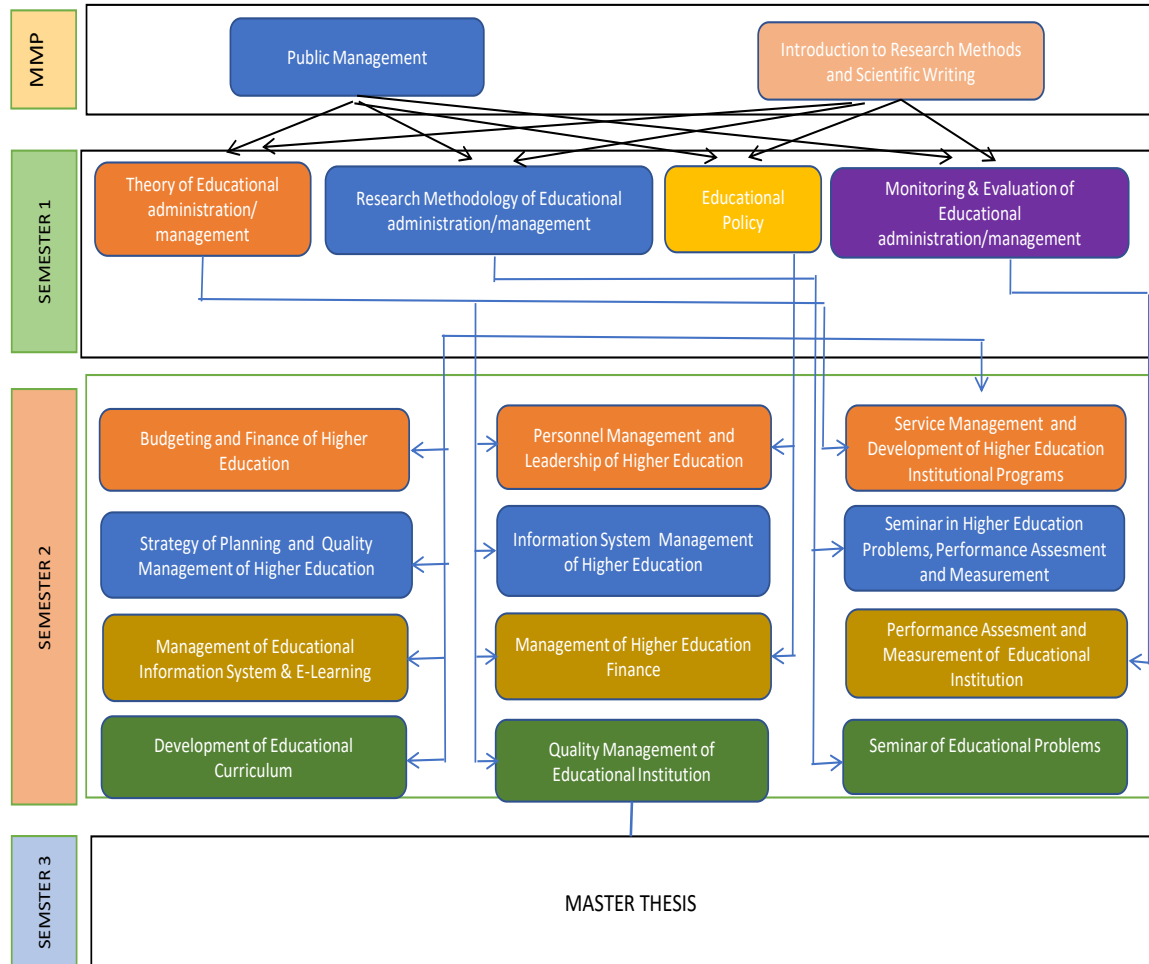 MMP
Public Management
Introduction to Research Methods
and Scientific Writing
SEMESTER 1
Theory of Educational
administration/
management
Research Methodology of Educational
administration/management
Educational
Policy
Monitoring & Evaluation of
Educational
administration/management
SEMESTER 2
Budgeting and Finance of Higher
Education
Personnel Management and
Leadership of Higher Education
Service Management and
Development of Higher Education
Institutional Programs
Strategy of Planning and Quality
Management of Higher Education
Information System Management
of Higher Education
Seminar in Higher Education
Problems, Performance Assesment
and Measurement
Management of Educational
Information System & E-Learning
Management of Higher Education
Finance
Performance Assesment and
Measurement of Educational
Institution
Development of Educational
Curriculum
Quality Management of
Educational Institution
Seminar of Educational Problems
SEMSTER 3
MASTER THESIS